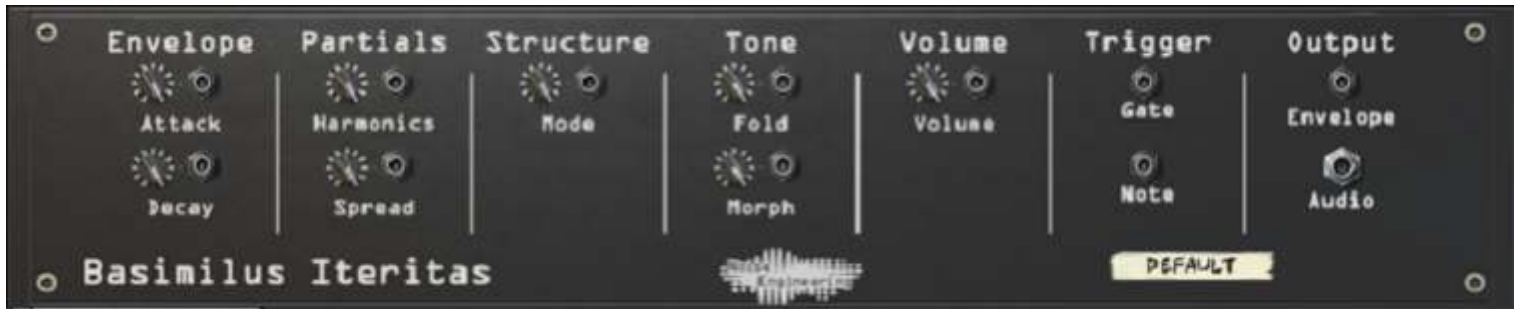 Envelope Partials Structure Tone Volume Trigger Output
Attack Harmonics Mode Fold Volume Gate Envelope
Decay Spread Morph Note Audio
Basimilus Iteritas DEFAULT